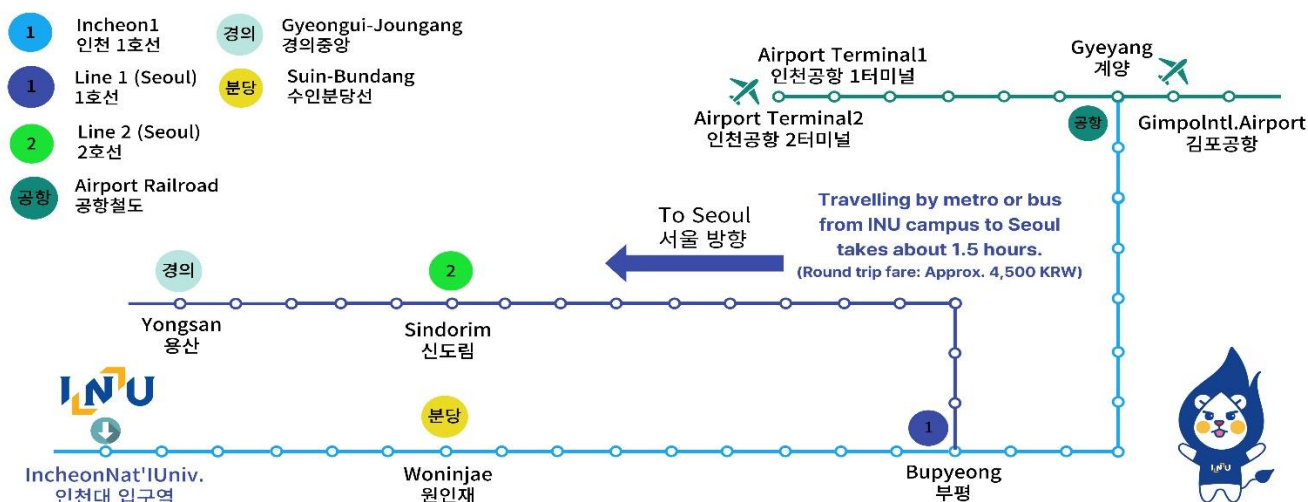 1
Incheon1
인천 1호선
1
Line 1 (Seoul)
1호선
2
Line 2 (Seoul)
2호선
공항
Airport Railroad
공항철도
경의
Gyeongui-Joungang
경의중앙
분당
Suin-Bundang
수인분당선
Airport Terminal1
인천공항 1터미널
Airport Terminal2
인천공항 2터미널
Gyeyang
계양
공항
GimpoIntl.Airport
김포공항
To Seoul
서울 방향
Travelling by metro or bus
from INU campus to Seoul
takes about 1.5 hours.
(Round trip fare: Approx. 4,500 KRW)
경의
Yongsan
용산
2
Sindorim
신도림
INU
IncheonNat'lUniv.
인천대 입구역
분당
Woninjae
원인재
1
Bupyeong
부평
INU